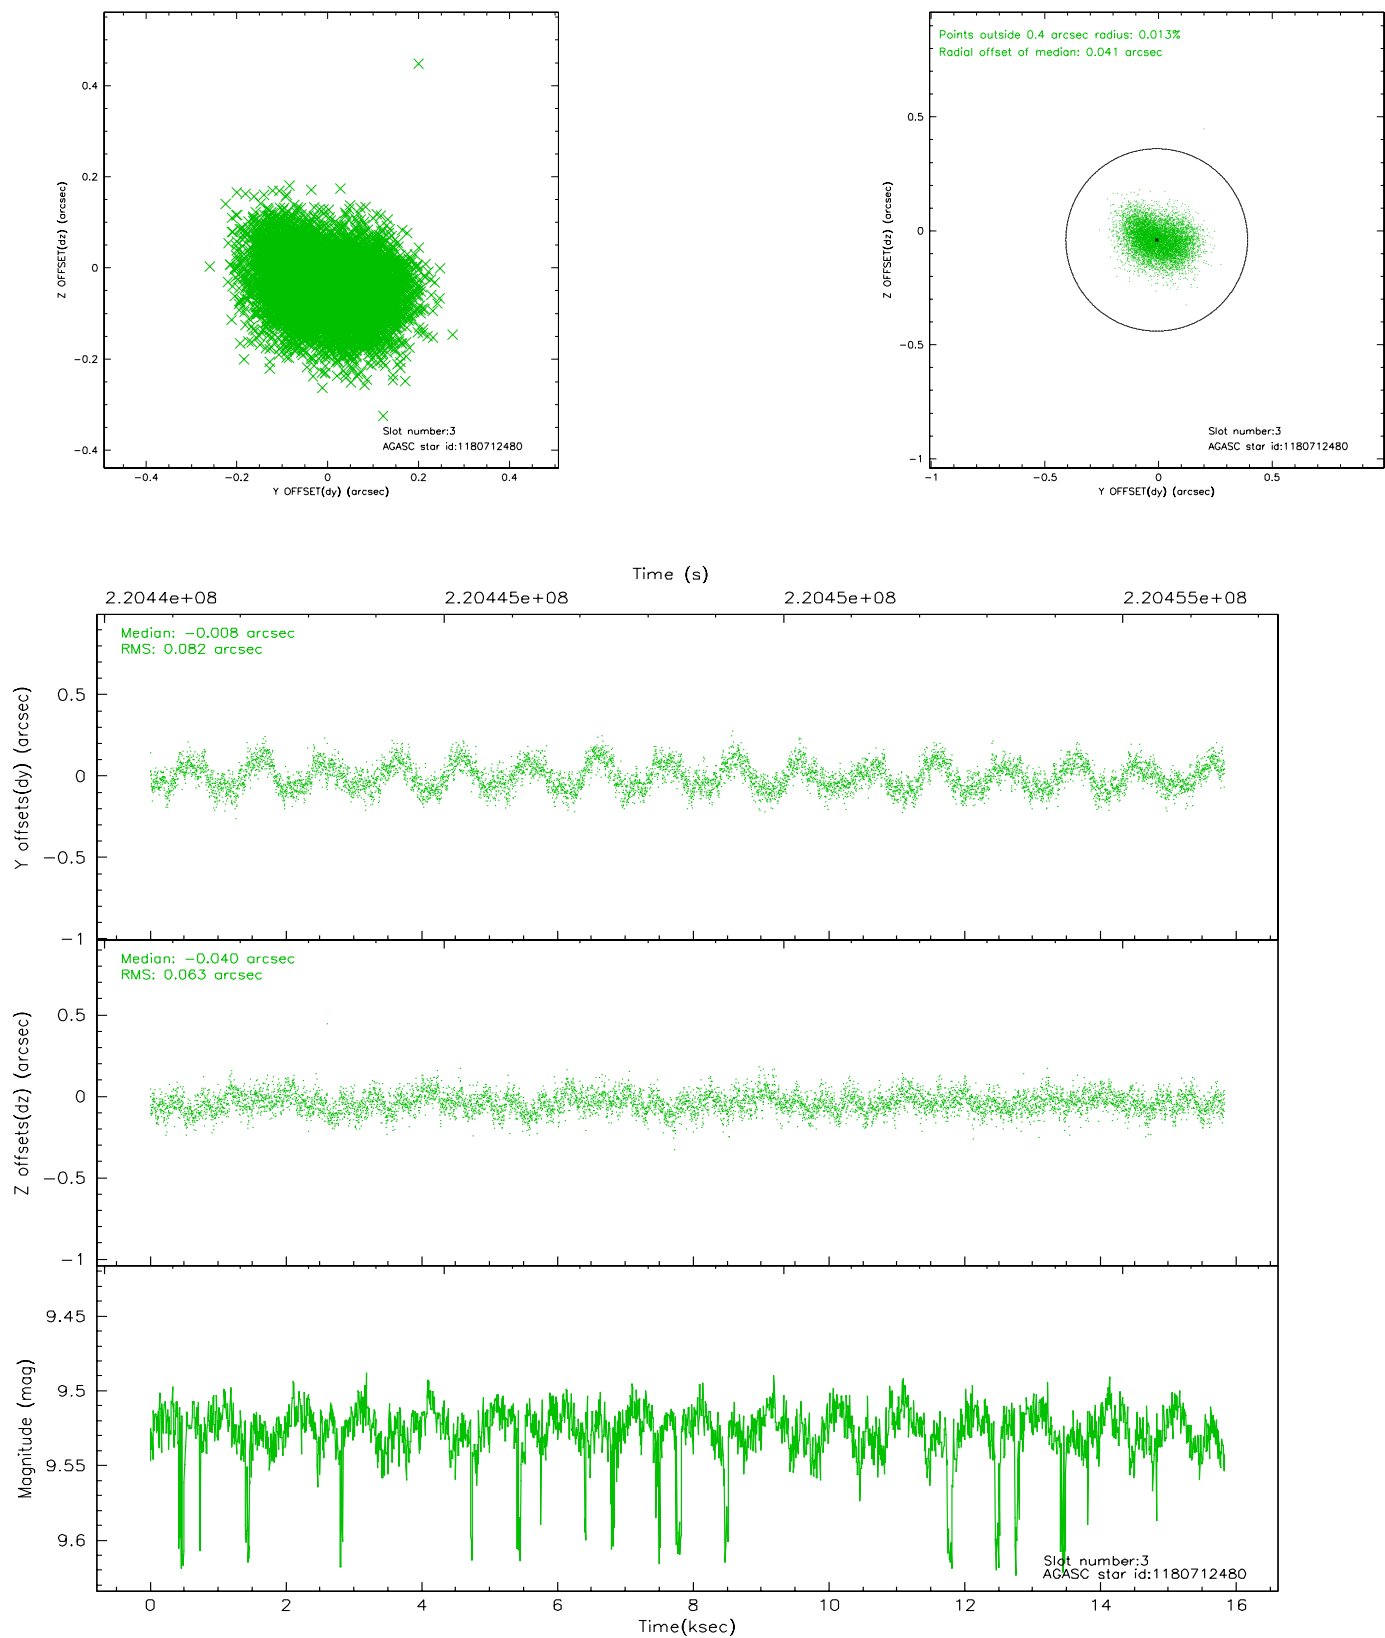 Points outside 0.4 arcsec radius: 0.013%
Radial offset of median: 0.041 arcsec
0.4
0.2
0
−0.2
−0.4
Z OFFSET(dz) (arcsec)
Slot number:3
AGASC star id:1180712480
−0.4 −0.2 0 0.2 0.4
Y OFFSET(dy) (arcsec)
0.5
0
−0.5
−1
Z OFFSET(dz) (arcsec)
Slot number:3
AGASC star id:1180712480
−1 −0.5 0 0.5
Y OFFSET(dy) (arcsec)
Time (s)
2.2044e+08 2.20445e+08 2.2045e+08 2.20455e+08
Median: −0.008 arcsec
RMS: 0.082 arcsec
0.5
0
−0.5
−1
Y offsets(dy) (arcsec)
Median: −0.040 arcsec
RMS: 0.063 arcsec
0.5
0
−0.5
−1
Z offsets(dz) (arcsec)
9.45
9.5
9.55
9.6
Magnitude (mag)
Slot number:3
AGASC star id:1180712480
0 2 4 6 8 10 12 14 16
Time(ksec)